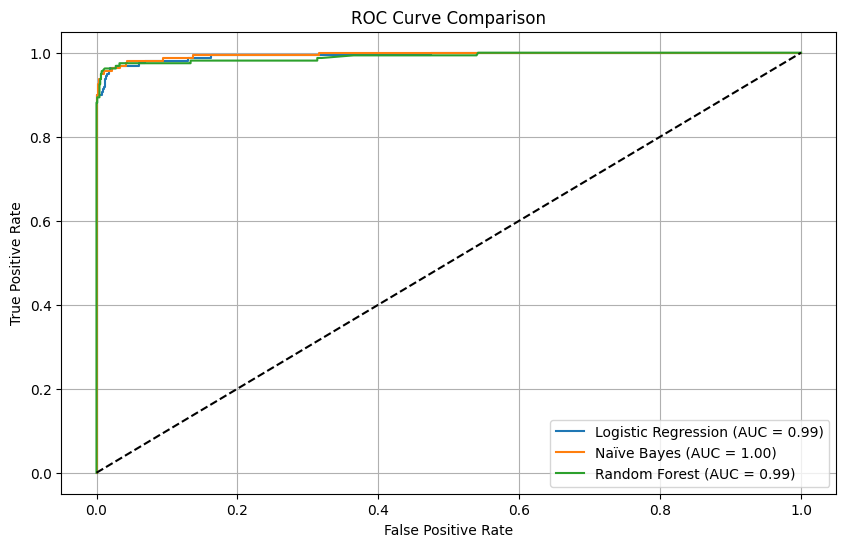 ROC Curve Comparison
1.0
0.8
0.6
0.4
0.2
0.0
True Positive Rate
Logistic Regression (AUC = 0.99)
Naïve Bayes (AUC = 1.00)
Random Forest (AUC = 0.99)
0.0 0.2 0.4 0.6 0.8 1.0
False Positive Rate